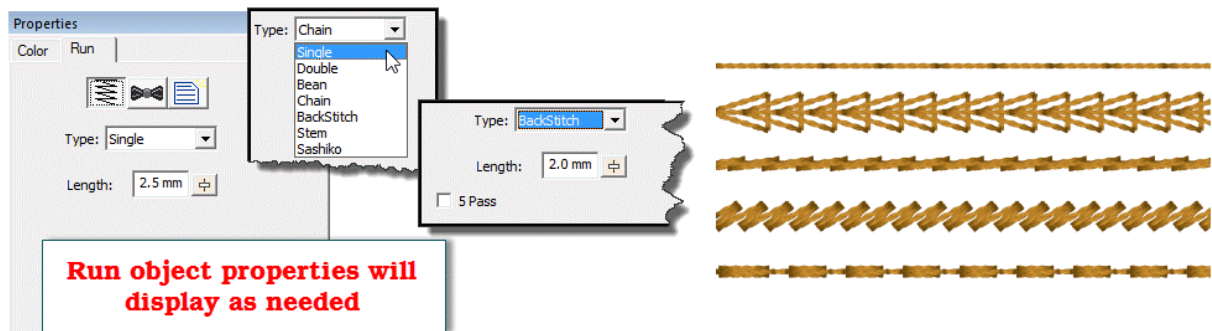 Properties
Color Run
Type: Single
Length: 2.5 mm
Type: Chain
Single
Double
Bean
Chain
BackStitch
Stem
Sashiko
Type: BackStitch
Length: 2.0 mm
5 Pass
Run object properties will
display as needed